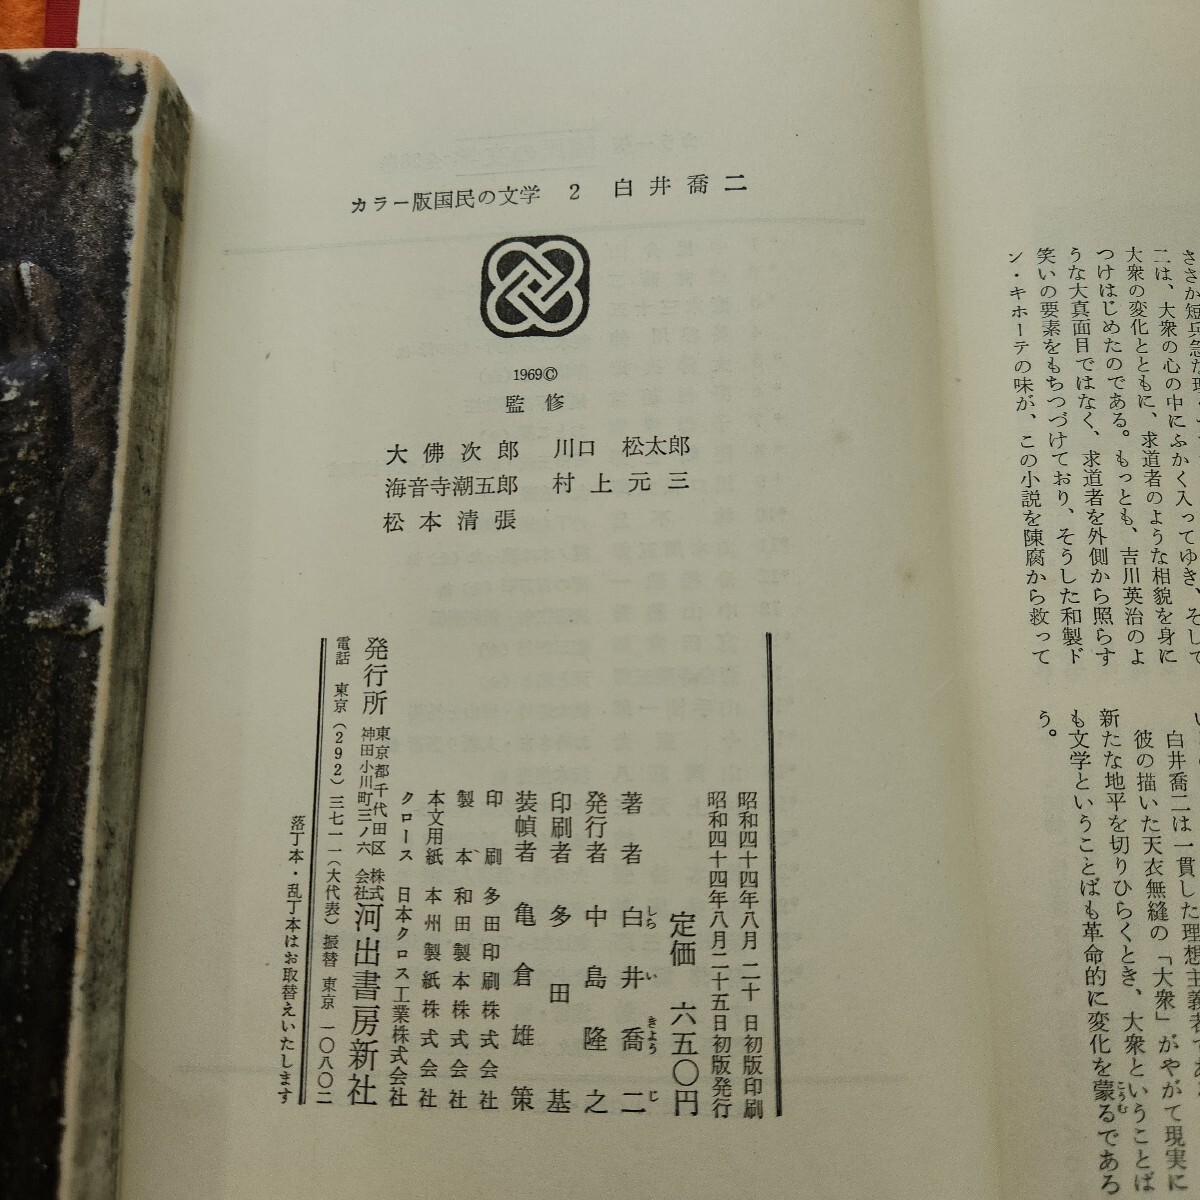 ささか短兵急な理
二は、大衆の心の中にふかく入ってゆき、そして
大衆の変化とともに、求道者のような相貌を身に
つけはじめたのである。もっとも、吉川英治のよ
うな大真面目ではなく、求道者を外側から照らす
笑いの要素をもちつづけており、そうした和製ド
ン・キホーテの味が、この小説を陳腐から救って
白井喬二は一貫した理想主義者であ
彼の描いた天衣無縫の「大衆」がやがて現実に
新たな地平を切りひらくとき、大衆ということば
も文学ということばも革命的に変化を蒙るであろ
こうむ
う。
カラー版国民の文学 2 白井喬二
1969©
監修
大佛次郎 川口 松太郎
海音寺潮五郎 村上元三
松本清張
昭和四十四年八月二十日初版印刷
昭和四十四年八月二十五日初版発行
定価 六五〇円
著者 白井喬二
しら い きよう じ
発行者 中島隆之
印刷者 多田基
装幀者 亀倉雄策
印刷 多田印刷株式会社
製本 和田製本株式会社
本文用紙 本州製紙株式会社
クロース 日本クロス工業株式会社
発行所 東京都千代田区神田小川町三ノ六 株式会社 河出書房新社
電話 東京(292)三七一一(大代表)振替 東京 一〇八〇二
落丁本・乱丁本はお取替えいたします